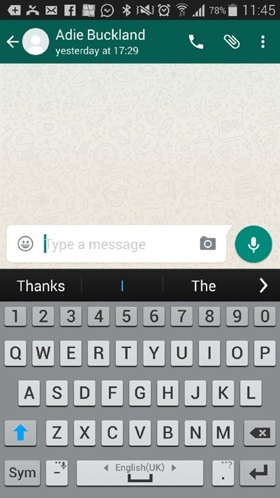 78% 11:45
Adie Buckland
yesterday at 17:29
Type a message
Thanks I The
1 2 3 4 5 6 7 8 9 0
Q W E R T Y U I O P
A S D F G H J K L
Z X C V B N M
Sym English(UK) . ?